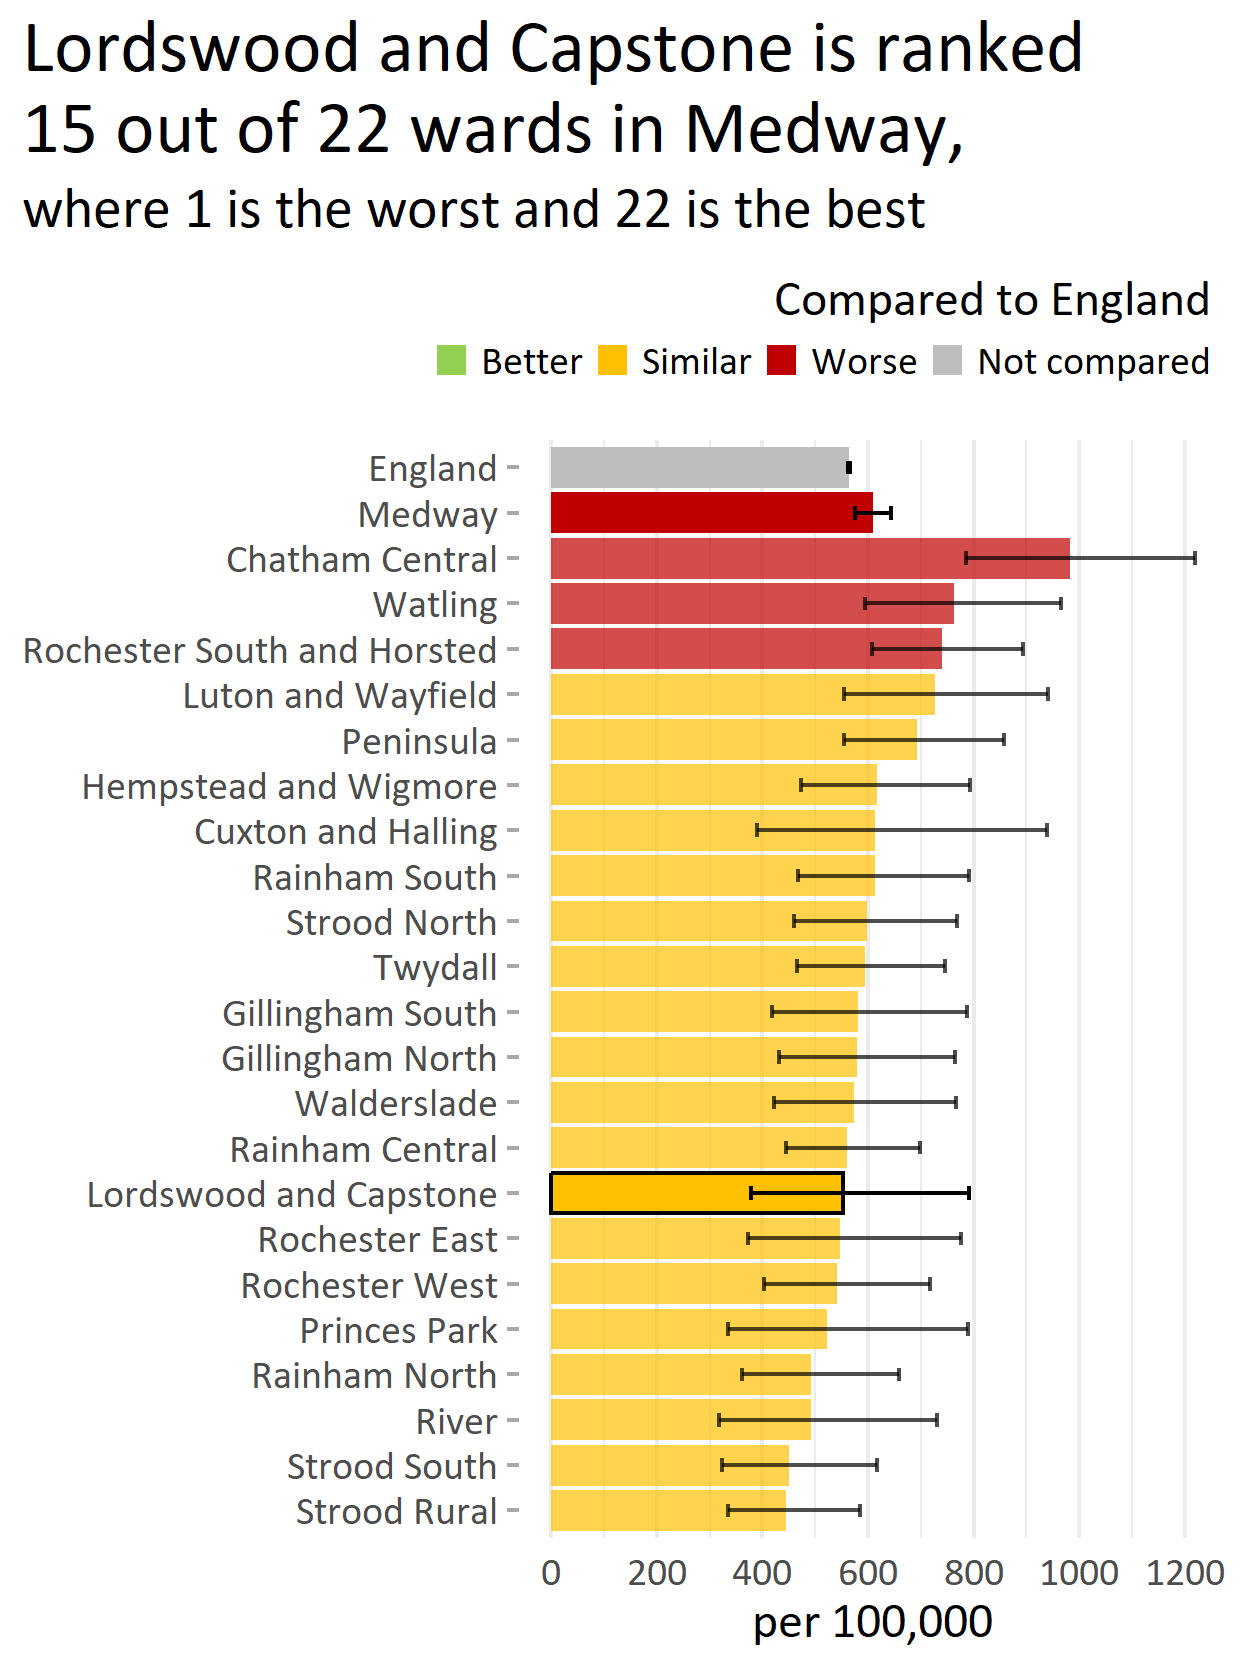 Lordswood and Capstone is ranked
15 out of 22 wards in Medway,
where 1 is the worst and 22 is the best
Compared to England
Better Similar Worse Not compared
England
Medway
Chatham Central
Watling
Rochester South and Horsted
Luton and Wayfield
Peninsula
Hempstead and Wigmore
Cuxton and Halling
Rainham South
Strood North
Twydall
Gillingham South
Gillingham North
Walderslade
Rainham Central
Lordswood and Capstone
Rochester East
Rochester West
Princes Park
Rainham North
River
Strood South
Strood Rural
0 200 400 600 800 1000 1200
per 100,000